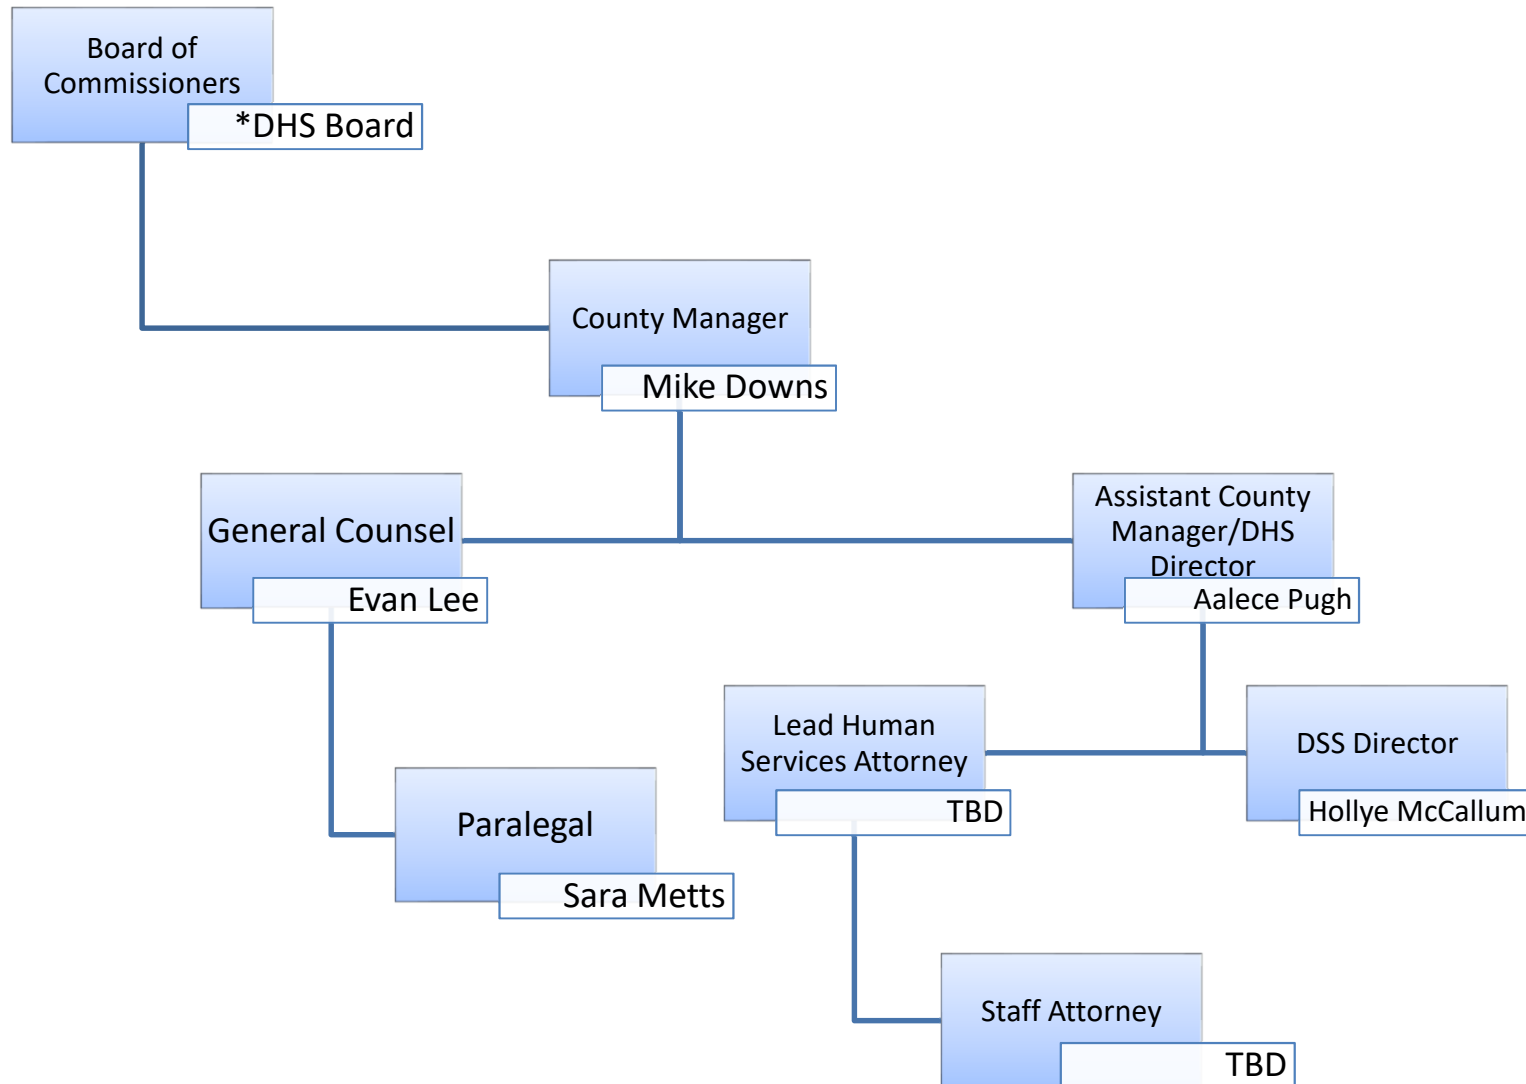 Board of
Commissioners
*DHS Board
County Manager
Mike Downs
General Counsel
Evan Lee
Assistant County
Manager/DHS
Director
Aalece Pugh
Lead Human
Services Attorney
TBD
DSS Director
Hollye McCallum
Paralegal
Sara Metts
Staff Attorney
TBD